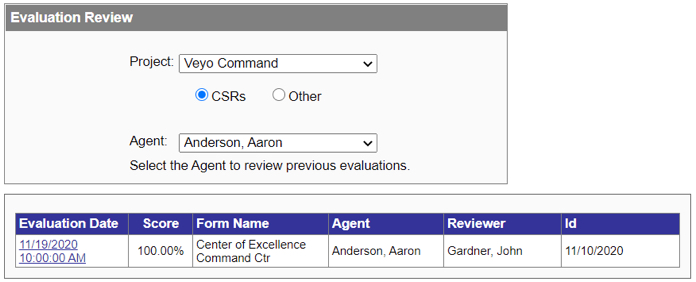 Evaluation Review
Project: Veyo Command
CSRs Other
Agent: Anderson, Aaron
Select the Agent to review previous evaluations.
Evaluation Date Score Form Name Agent Reviewer Id
11/19/2020 10:00:00 AM 100.00% Center of Excellence Command Ctr Anderson, Aaron Gardner, John 11/10/2020